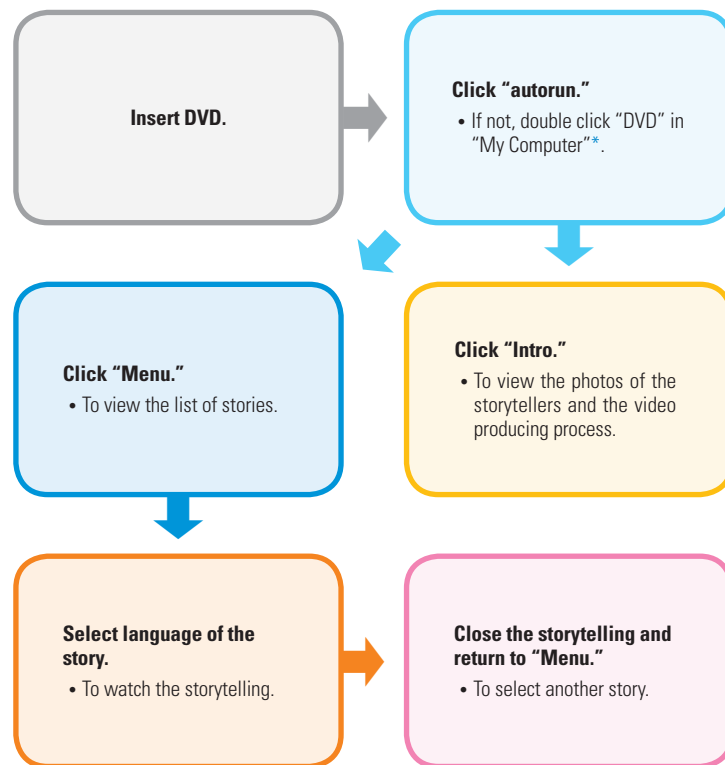 Insert DVD.
Click “autorun.”
• If not, double click “DVD” in
“My Computer”*.
Click “Menu.”
• To view the list of stories.
Click “Intro.”
• To view the photos of the
storytellers and the video
producing process.
Select language of the
story.
• To watch the storytelling.
Close the storytelling and
return to “Menu.”
• To select another story.